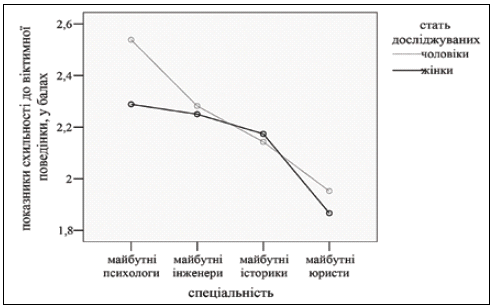 показники схильності до віктимної
поведінки, у балах
2,6
2,4
2,2
2
1,8
майбутні
психологи
майбутні
інженери
майбутні
історики
майбутні
юристи
спеціальність
стать
досліджуваних
чоловіки
жінки